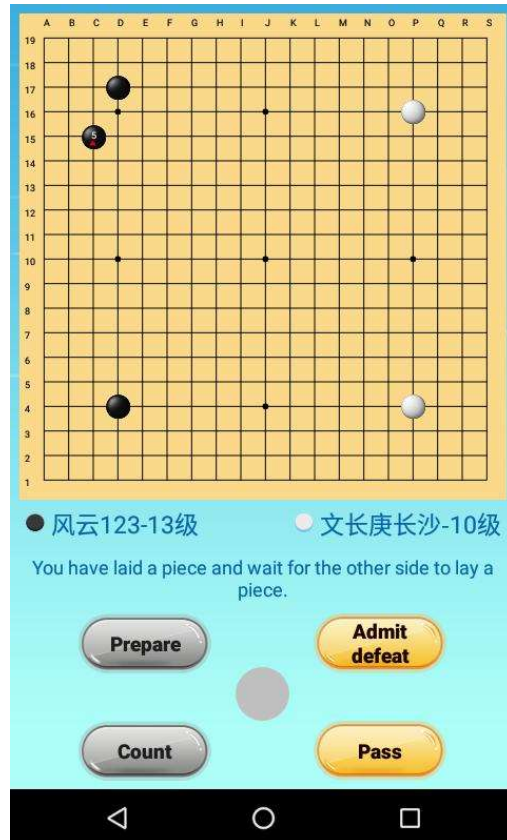 A B C D E F G H I J K L M N O P Q R S
19
18
17
16
15
14
13
12
11
10
9
8
7
6
5
4
3
2
1
5
风云123-13级 文长庚长沙-10级
You have laid a piece and wait for the other side to lay a
piece.
Prepare
Admit
defeat
Count
Pass